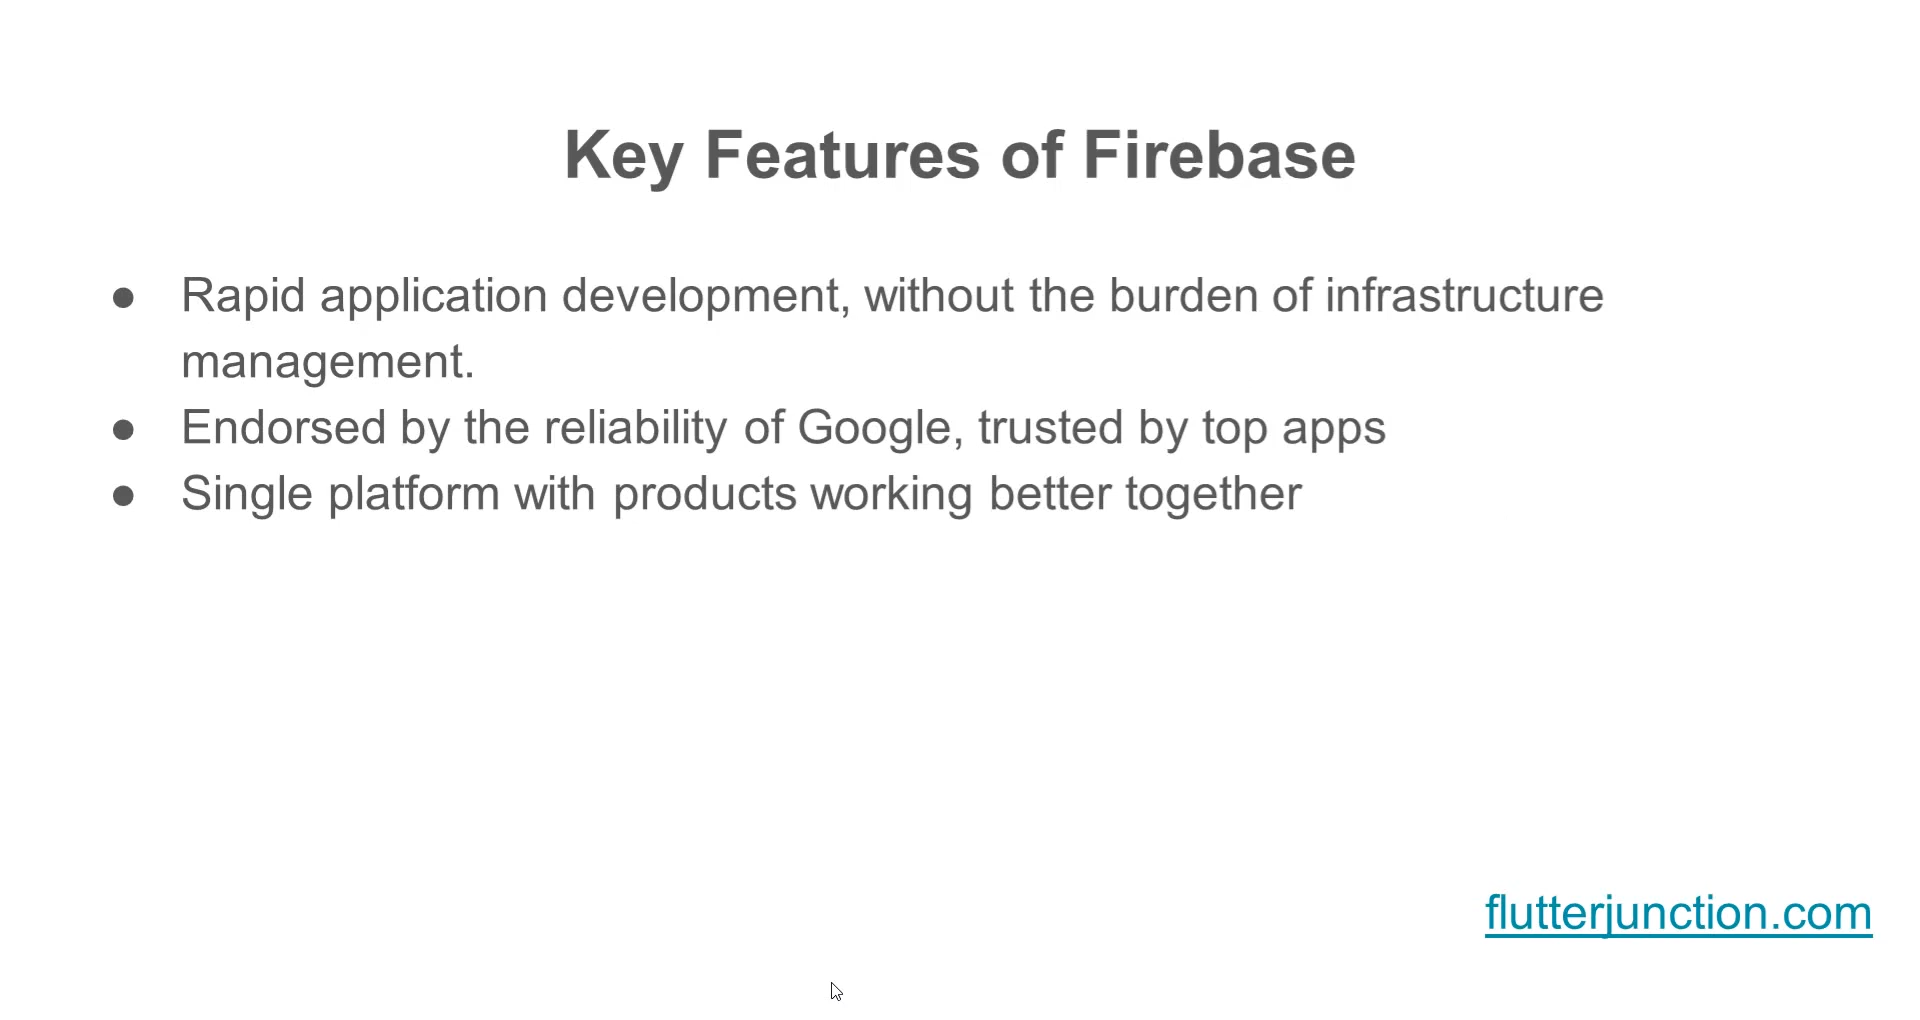 Key Features of Firebase
● Rapid application development, without the burden of infrastructure
management.
● Endorsed by the reliability of Google, trusted by top apps
● Single platform with products working better together
flutterjunction.com